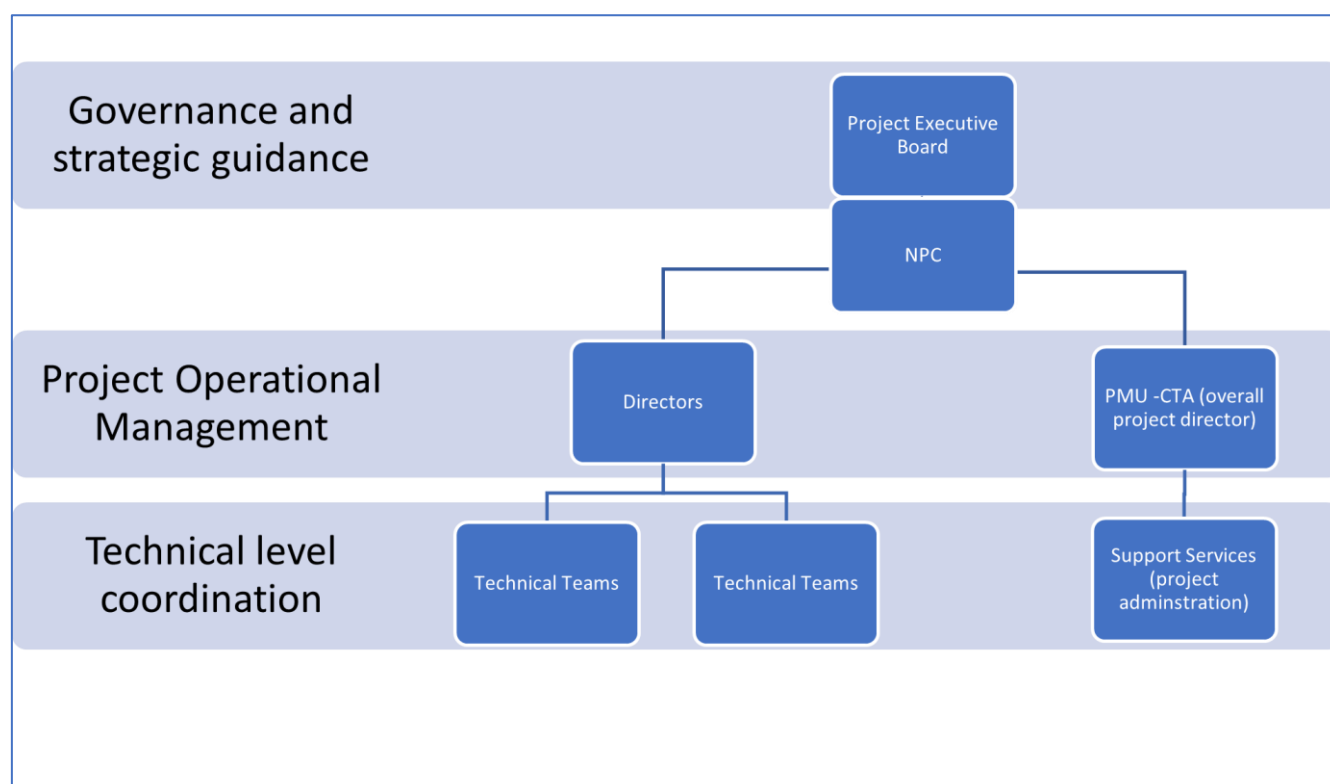 Governance and
strategic guidance
Project Executive
Board
NPC
Project Operational
Management
Directors
PMU -CTA (overall
project director)
Technical level
coordination
Technical Teams
Technical Teams
Support Services
(project
adminstration)